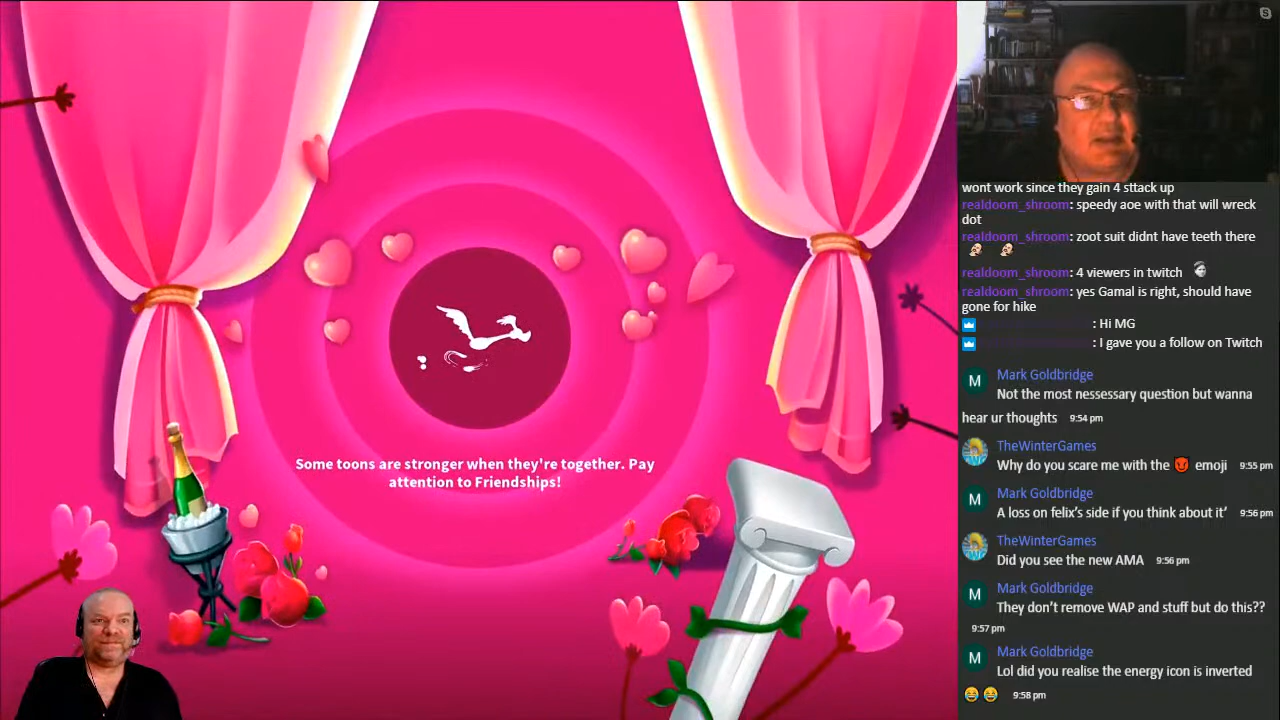 Some toons are stronger when they're together. Pay
attention to Friendships!
wont work since they gain 4 sttack up
realdoom_shroom: speedy aoe with that will wreck
dot
realdoom_shroom: zoot suit didnt have teeth there
realdoom_shroom: 4 viewers in twitch
realdoom_shroom: yes Gamal is right, should have
gone for hike
: Hi MG
: I gave you a follow on Twitch
M Mark Goldbridge
Not the most nessessary question but wanna
hear ur thoughts 9:54 pm
TheWinterGames
Why do you scare me with the 😈 emoji 9:55 pm
M Mark Goldbridge
A loss on felix's side if you think about it' 9:56 pm
TheWinterGames
Did you see the new AMA 9:56 pm
M Mark Goldbridge
They don't remove WAP and stuff but do this??
9:57 pm
M Mark Goldbridge
Lol did you realise the energy icon is inverted
😂 😂 9:58 pm